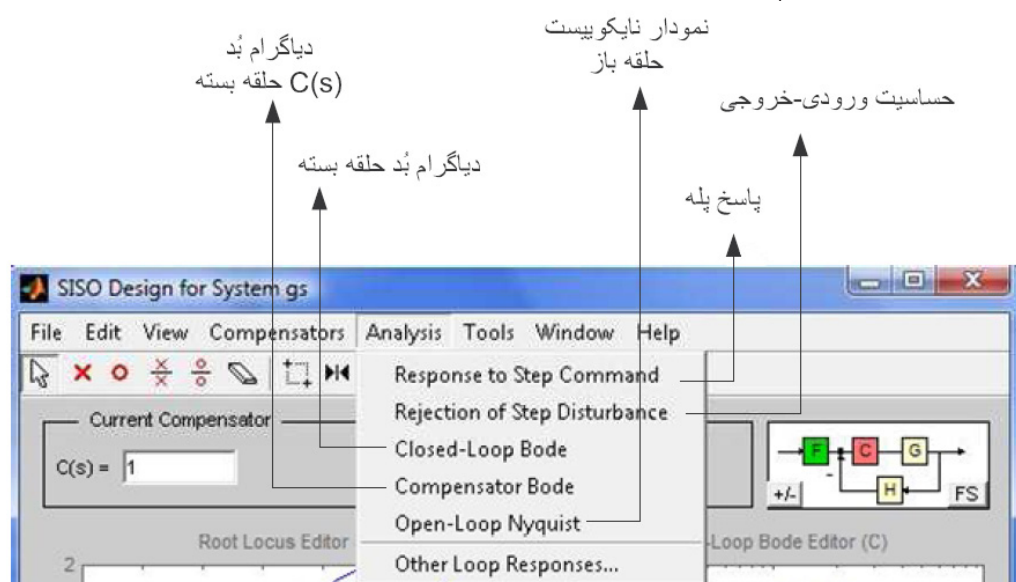 نمودار نایکوییست
حلقه باز
دیاگرام بُد
حلقه بسته C(s)
حساسیت ورودی-خروجی
دیاگرام بُد حلقه بسته
پاسخ پله
SISO Design for System gs
File Edit View Compensators Analysis Tools Window Help
Response to Step Command
Rejection of Step Disturbance
Closed-Loop Bode
Compensator Bode
Open-Loop Nyquist
Other Loop Responses...
Current Compensator
C(s) = 1
F C G
H
+/- FS
-
Root Locus Editor
-Loop Bode Editor (C)
2